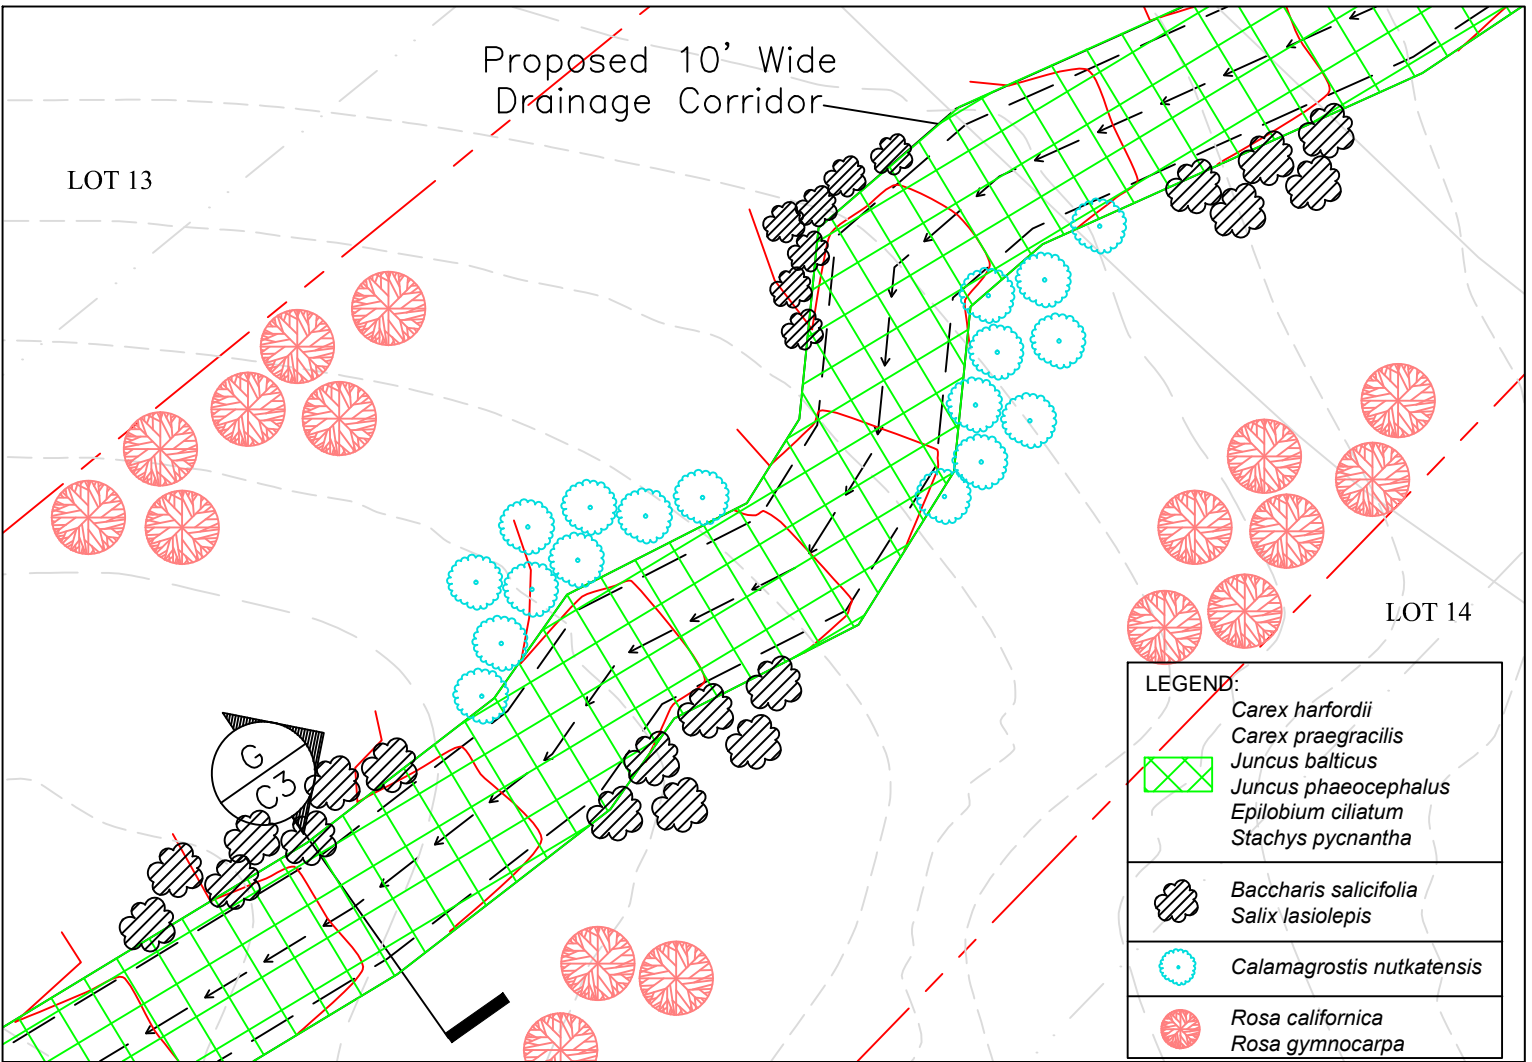 Proposed 10' Wide
Drainage Corridor
LOT 13
LOT 14
G
C3
LEGEND:
Carex harfordii
Carex praegracilis
Juncus balticus
Juncus phaeocephalus
Epilobium ciliatum
Stachys pycnantha
Baccharis salicifolia
Salix lasiolepis
Calamagrostis nutkatensis
Rosa californica
Rosa gymnocarpa